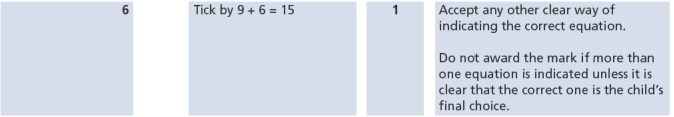 6 Tick by 9 + 6 = 15 1 Accept any other clear way of
indicating the correct equation.
Do not award the mark if more than
one equation is indicated unless it is
clear that the correct one is the child's
final choice.